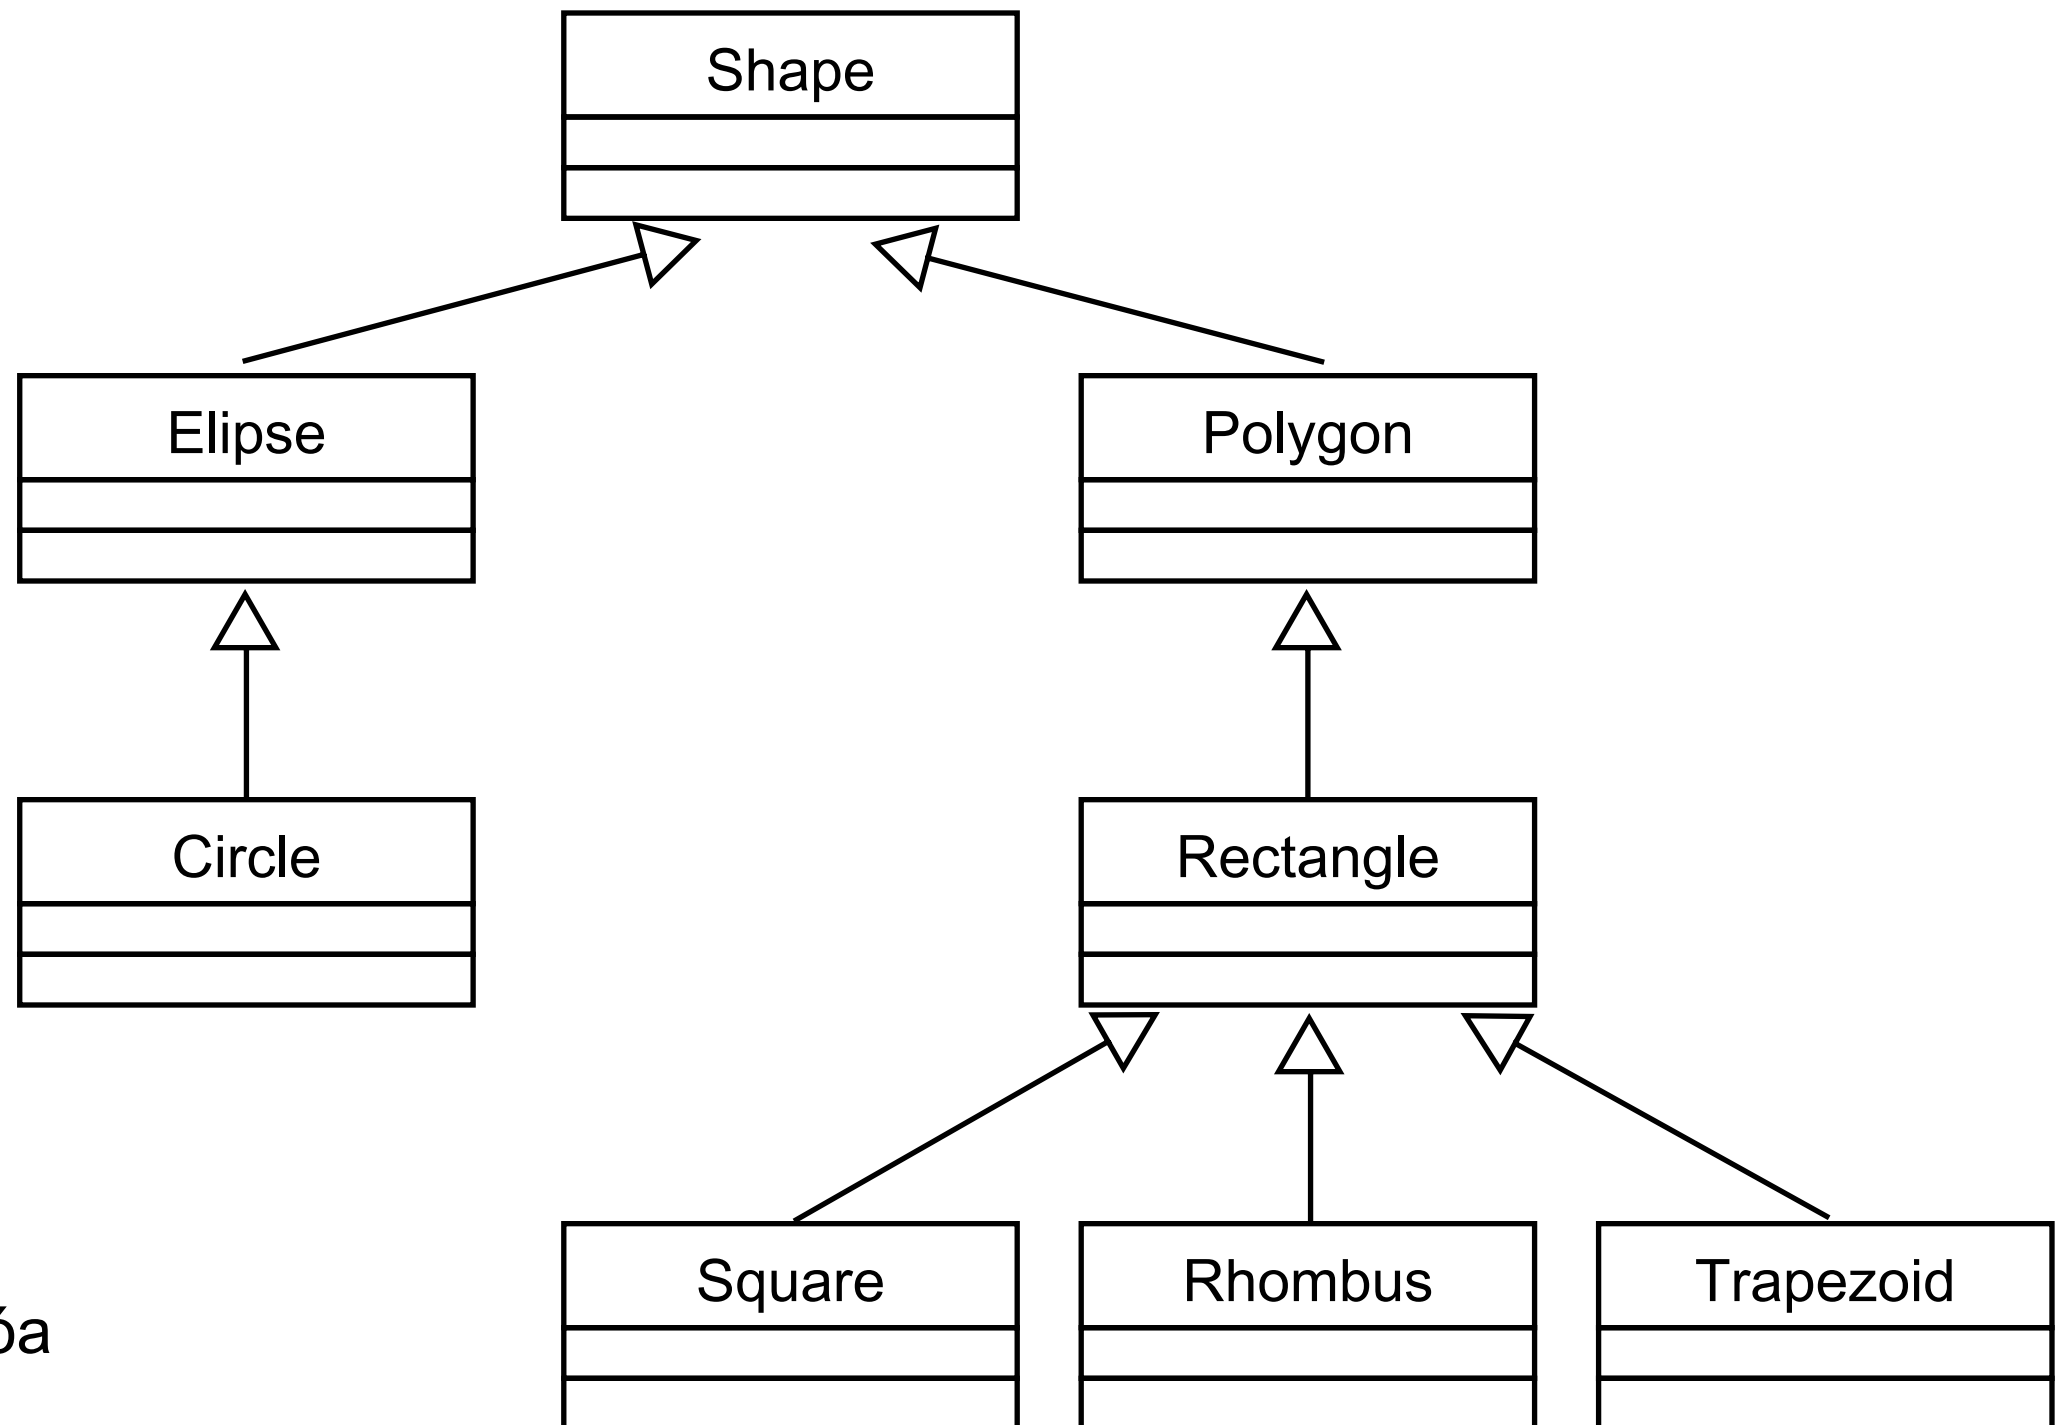 Shape
Elipse
Polygon
Circle
Rectangle
Square
Rhombus
Trapezoid